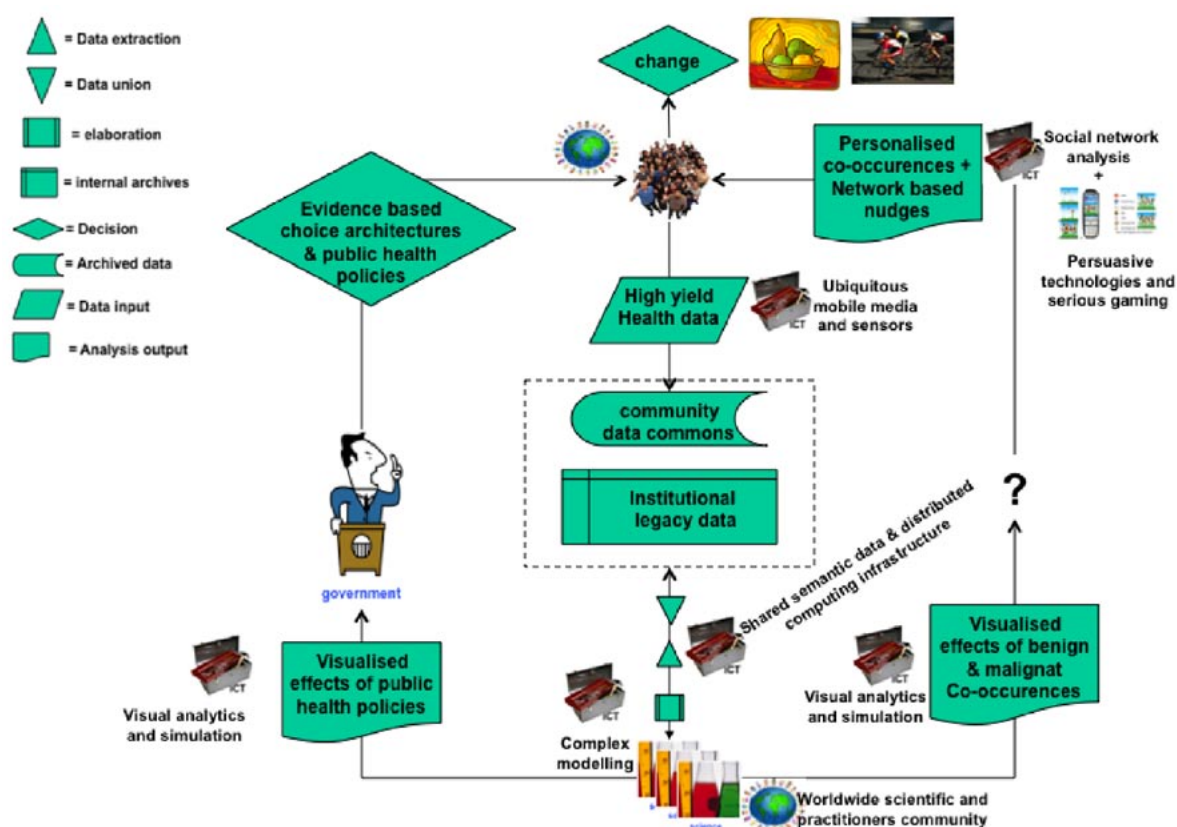 = Data extraction
= Data union
= elaboration
= internal archives
= Decision
= Archived data
= Data input
= Analysis output
change
Evidence based
choice architectures
& public health
policies
Personalised
co-occurences +
Network based
nudges
ICT
Social network
analysis
+
Persuasive
technologies and
serious gaming
High yield
Health data
ICT
Ubiquitous
mobile media
and sensors
community
data commons
Institutional
legacy data
?
government
Shared semantic data & distributed
computing infrastructure
ICT
Visualised
effects of public
health policies
ICT
Visual analytics
and simulation
ICT
Complex
modelling
Visualised
effects of benign
& malignat
Co-occurences
ICT
Visual analytics
and simulation
science
Worldwide scientific and
practitioners community